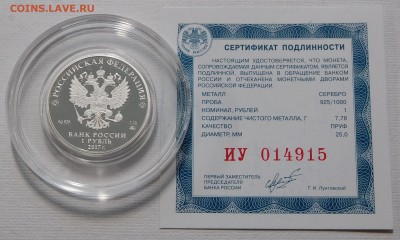 COINS.LAVE.RU
РОССИЙСКАЯ ФЕДЕРАЦИЯ
БАНК РОССИИ
1 РУБЛЬ
2017 г.
СЕРТИФИКАТ ПОДЛИННОСТИ
НАСТОЯЩИМ УДОСТОВЕРЯЕТСЯ, ЧТО МОНЕТА,
СОПРОВОЖДАЕМАЯ ДАННЫМ СЕРТИФИКАТОМ, ЯВЛЯЕТСЯ
ПОДЛИННОЙ, ВЫПУЩЕНА В ОБРАЩЕНИЕ БАНКОМ
РОССИИ И ОТЧЕКАНЕНА МОНЕТНЫМИ ДВОРАМИ
МЕТАЛЛ СЕРЕБРО
ПРОБА 925/1000
НОМИНАЛ, РУБЛЕЙ 1
СОДЕРЖАНИЕ ЧИСТОГО МЕТАЛЛА, Г 7,78
КАЧЕСТВО ПРУФ
ДИАМЕТР, ММ 25,0
ИУ 014915
ПЕРВЫЙ ЗАМЕСТИТЕЛЬ
ПРЕДСЕДАТЕЛЯ
БАНКА РОССИИ
Г. И. Лунтовский